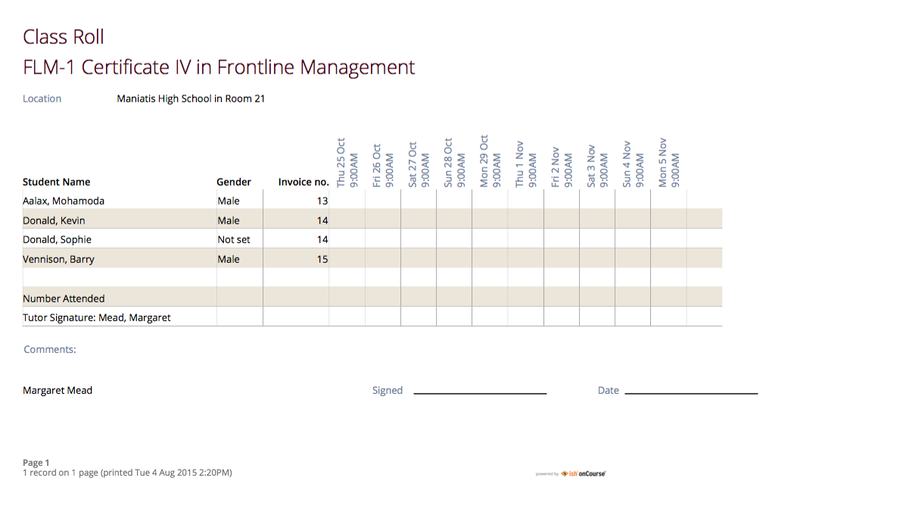 Class Roll
FLM-1 Certificate IV in Frontline Management
Location Maniatis High School in Room 21
Student Name Gender Invoice no. Thu 25 Oct 9:00AM Fri 26 Oct 9:00AM Sat 27 Oct 9:00AM Sun 28 Oct 9:00AM Mon 29 Oct 9:00AM Thu 1 Nov 9:00AM Fri 2 Nov 9:00AM Sat 3 Nov 9:00AM Sun 4 Nov 9:00AM Mon 5 Nov 9:00AM
Aalax, Mohamoda Male 13
Donald, Kevin Male 14
Donald, Sophie Not set 14
Vennison, Barry Male 15
Number Attended
Tutor Signature: Mead, Margaret
Comments:
Margaret Mead Signed Date
Page 1
1 record on 1 page (printed Tue 4 Aug 2015 2:20PM)
powered by ish onCourse